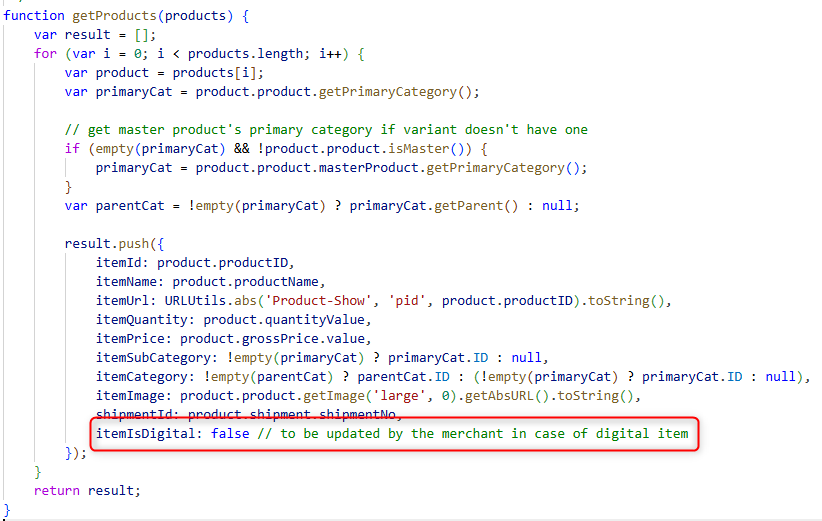 function getProducts(products) {
var result = [];
for (var i = 0; i < products.length; i++) {
var product = products[i];
var primaryCat = product.product.getPrimaryCategory();
// get master product's primary category if variant doesn't have one
if (empty(primaryCat) && !product.product.isMaster()) {
primaryCat = product.product.masterProduct.getPrimaryCategory();
}
var parentCat = !empty(primaryCat) ? primaryCat.getParent() : null;
result.push({
itemId: product.productID,
itemName: product.productName,
itemUrl: URLUtils.abs('Product-Show', 'pid', product.productID).toString(),
itemQuantity: product.quantityValue,
itemPrice: product.grossPrice.value,
itemSubCategory: !empty(primaryCat) ? primaryCat.ID : null,
itemCategory: !empty(parentCat) ? parentCat.ID : (!empty(primaryCat) ? primaryCat.ID : null),
itemImage: product.product.getImage('large', 0).getAbsURL().toString(),
shipmentId: product.shipment.shipmentNo,
itemIsDigital: false // to be updated by the merchant in case of digital item
});
}
return result;
}